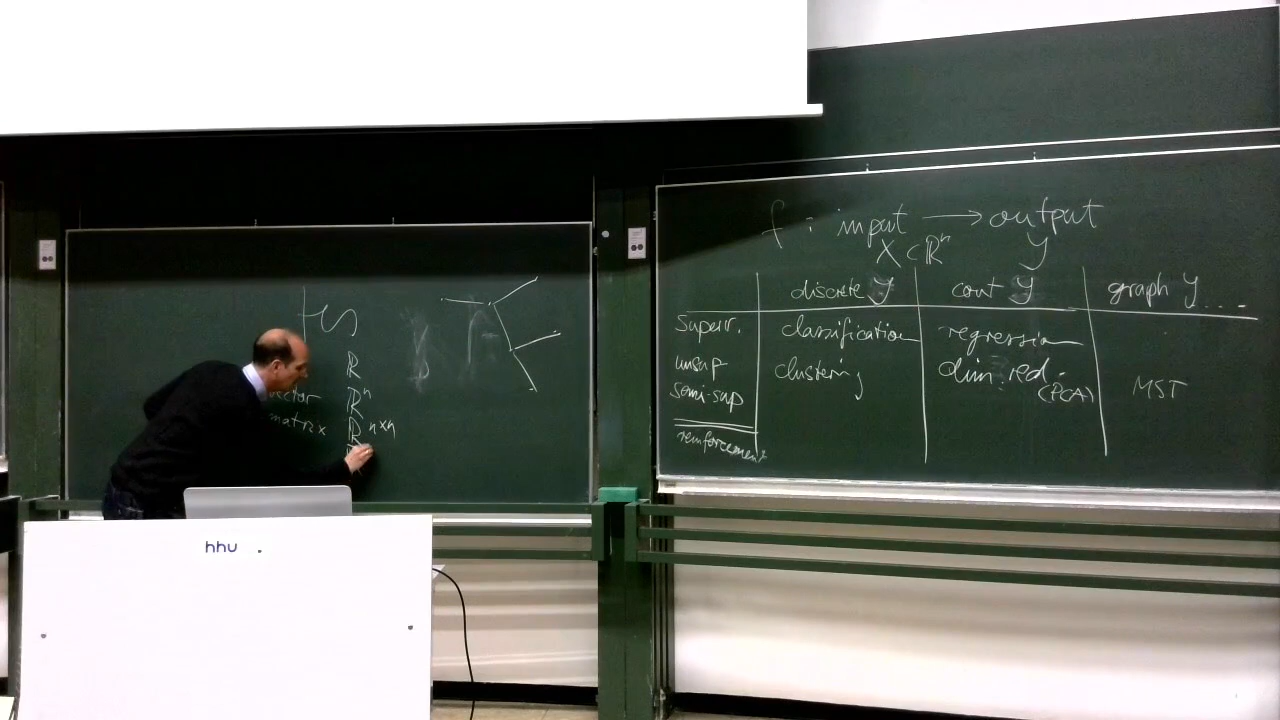 ℝ
vector ℝⁿ
matrix ℝⁿˣⁿ
f : input → output
X ⊂ ℝⁿ Y
discrete Y cont Y graph Y ....
Superv. classification regression
unsup clustering dim. red. (PCA) MST
semi-sup
reinforcement
hhu .